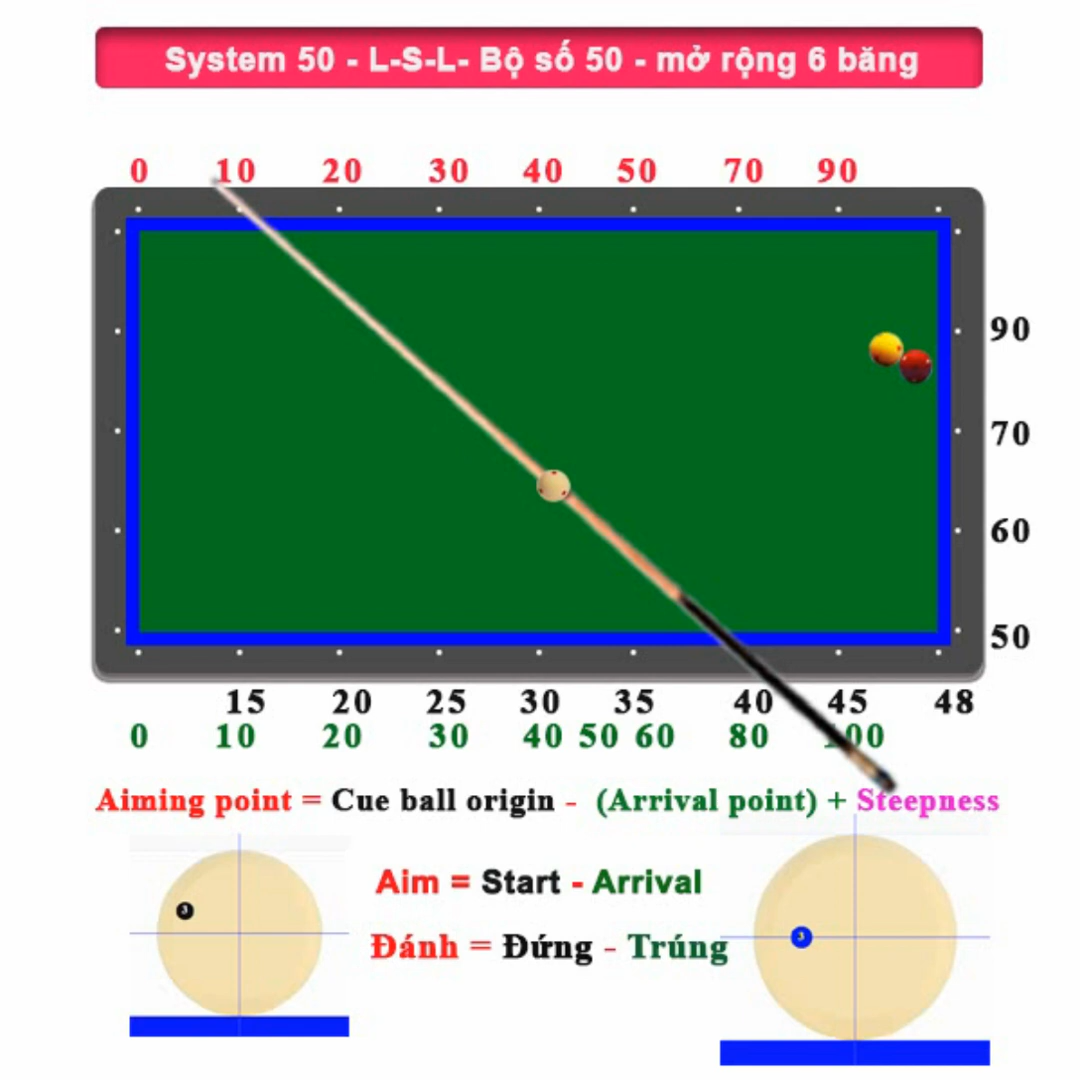 System 50 - L-S-L- Bộ số 50 - mở rộng 6 băng
0 10 20 30 40 50 70 90
90
70
60
50
15 20 25 30 35 40 45 48
0 10 20 30 40 50 60 80 100
Aiming point = Cue ball origin - (Arrival point) + Steepness
3
Aim = Start - Arrival
3
Đánh = Đứng - Trúng